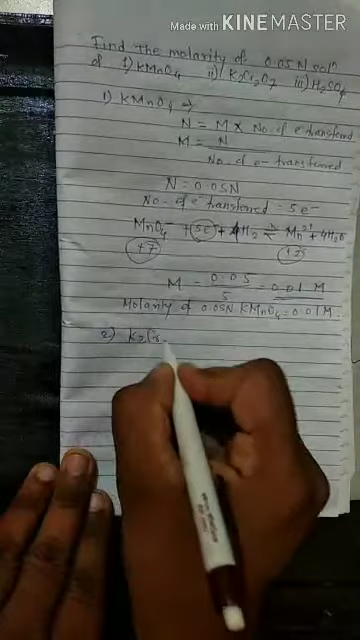 Made with KINEMASTER
Find the molarity of 0.05 N soln
of 1) KMnO4 ii) K2Cr2O7 iii) H2SO4
1) KMnO4 ⇒
N = M x No. of e- transferred
M = N
No. of e- transferred
N = 0.05N
No. of e- transferred = 5e-
MnO4- + 5e- + 4H2 ⇌ Mn2+ + 4H2O
+7 +2
M = 0.05 = 0.01 M
5
Molarity of 0.05N KMnO4 = 0.01M.
2) K2Cr